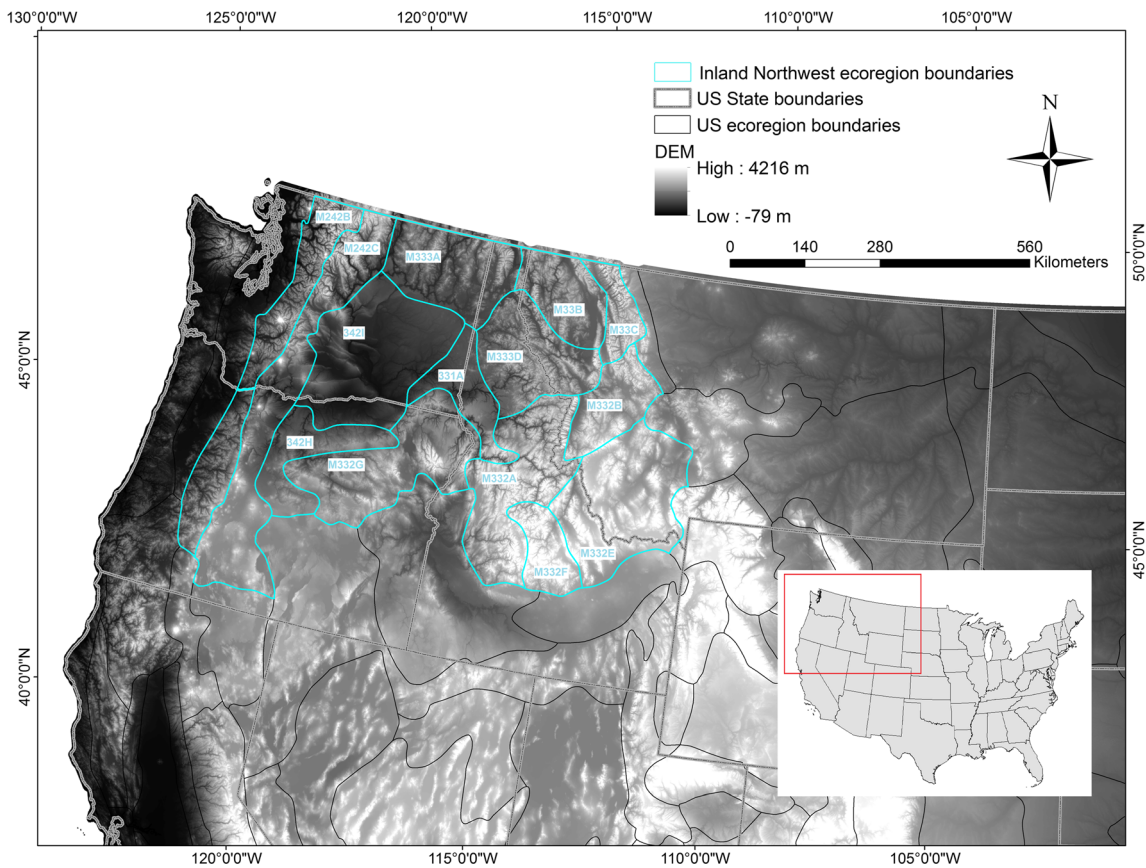 130°0'0"W
125°0'0"W
120°0'0"W
115°0'0"W
110°0'0"W
105°0'0"W
Inland Northwest ecoregion boundaries
US State boundaries
US ecoregion boundaries
DEM
High : 4216 m
Low : -79 m
N
0 140 280 560
Kilometers
50°0'0"N
45°0'0"N
45°0'0"N
40°0'0"N
M242B
M242C
M333A
342I
M33B
M33C
M333D
331A
M332B
342H
M332G
M332A
M332E
M332F
120°0'0"W
115°0'0"W
110°0'0"W
105°0'0"W